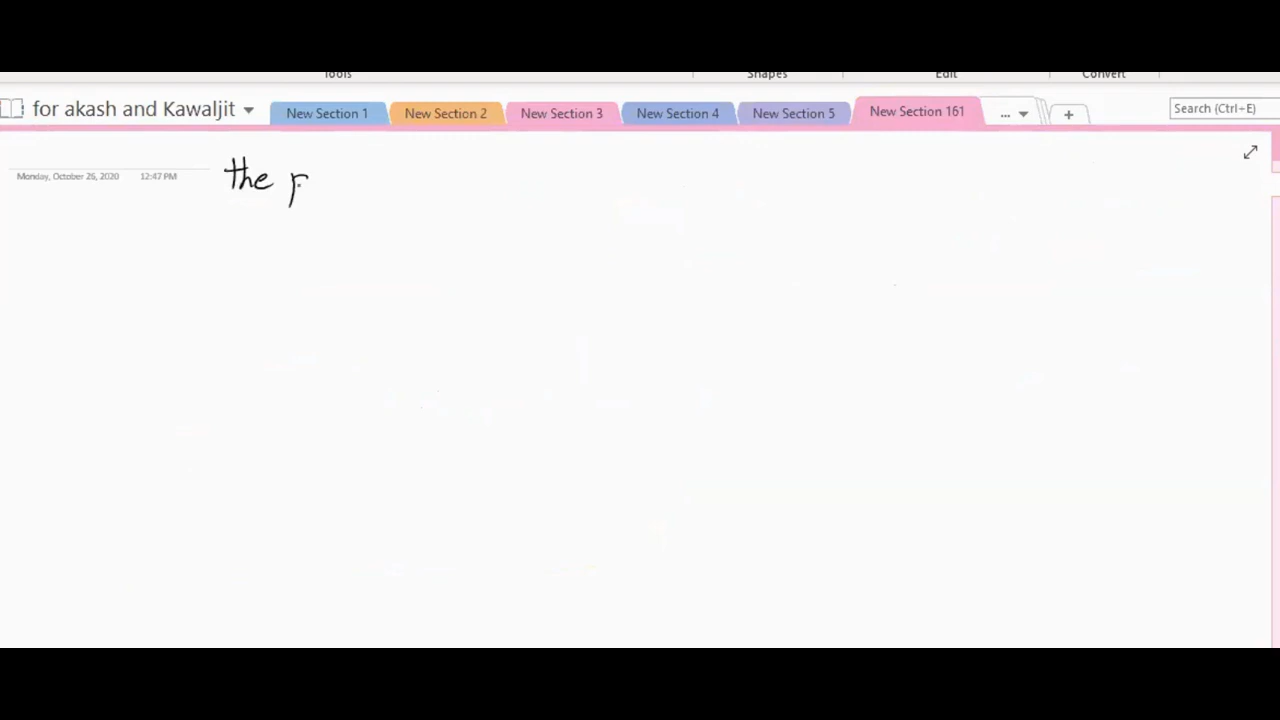 Tools Shapes Edit Convert
for akash and Kawaljit New Section 1 New Section 2 New Section 3 New Section 4 New Section 5 New Section 161 ... + Search (Ctrl+E)
Monday, October 26, 2020 12:47 PM the p